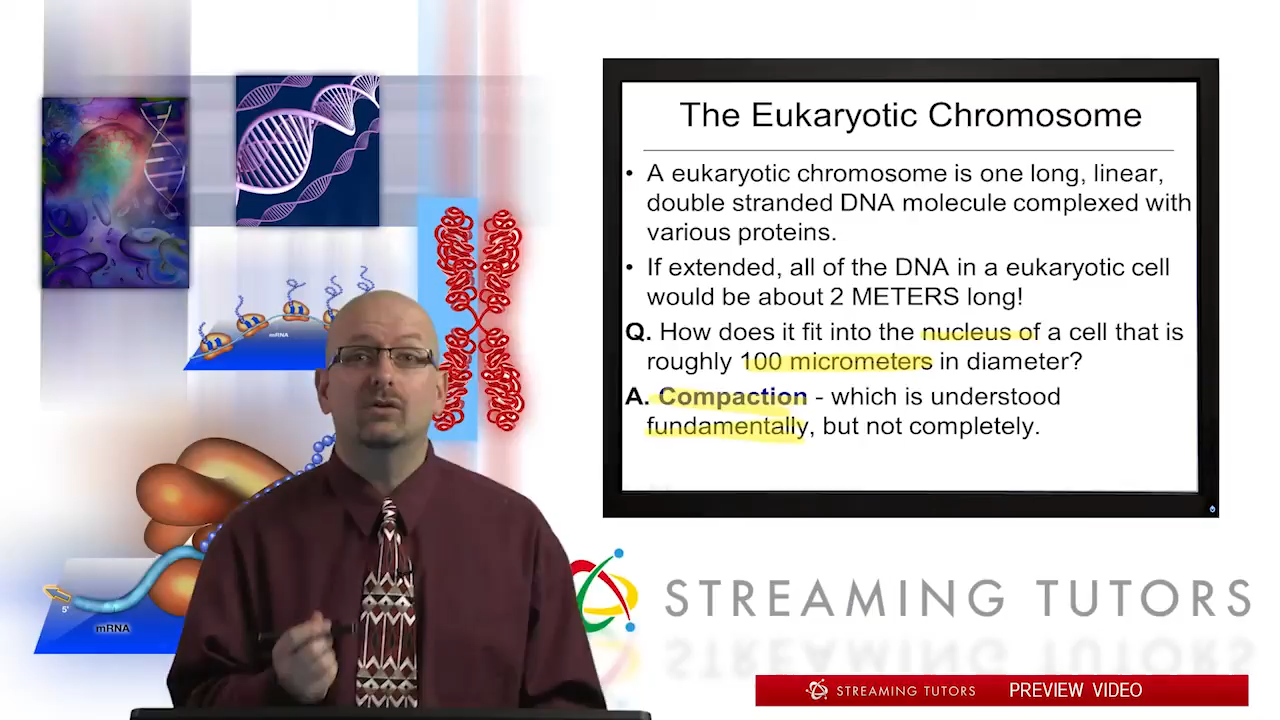 The Eukaryotic Chromosome
• A eukaryotic chromosome is one long, linear,
double stranded DNA molecule complexed with
various proteins.
• If extended, all of the DNA in a eukaryotic cell
would be about 2 METERS long!
Q. How does it fit into the nucleus of a cell that is
roughly 100 micrometers in diameter?
A. Compaction - which is understood
fundamentally, but not completely.
mRNA
5'
mRNA
STREAMING TUTORS
STREAMING TUTORS PREVIEW VIDEO